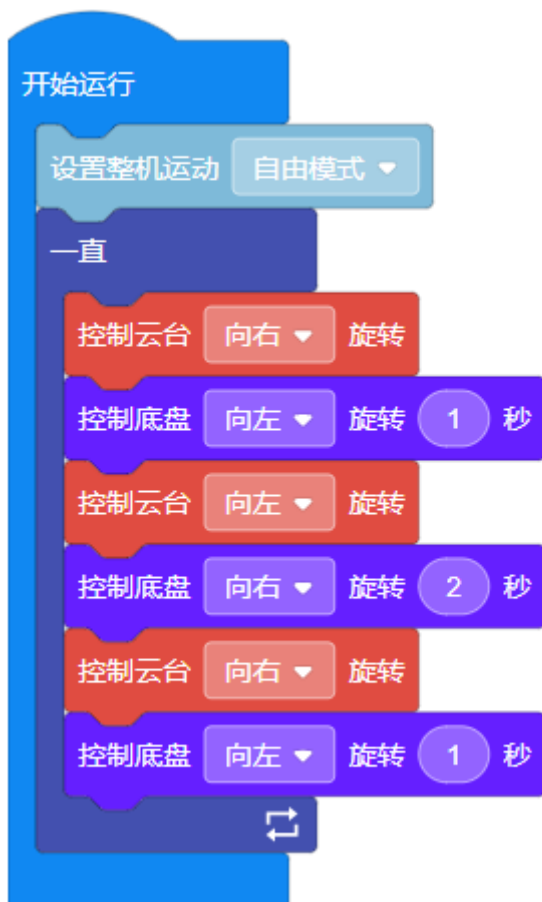 开始运行
设置整机运动 自由模式
一直
控制云台 向右 旋转
控制底盘 向左 旋转 1 秒
控制云台 向左 旋转
控制底盘 向右 旋转 2 秒
控制云台 向右 旋转
控制底盘 向左 旋转 1 秒